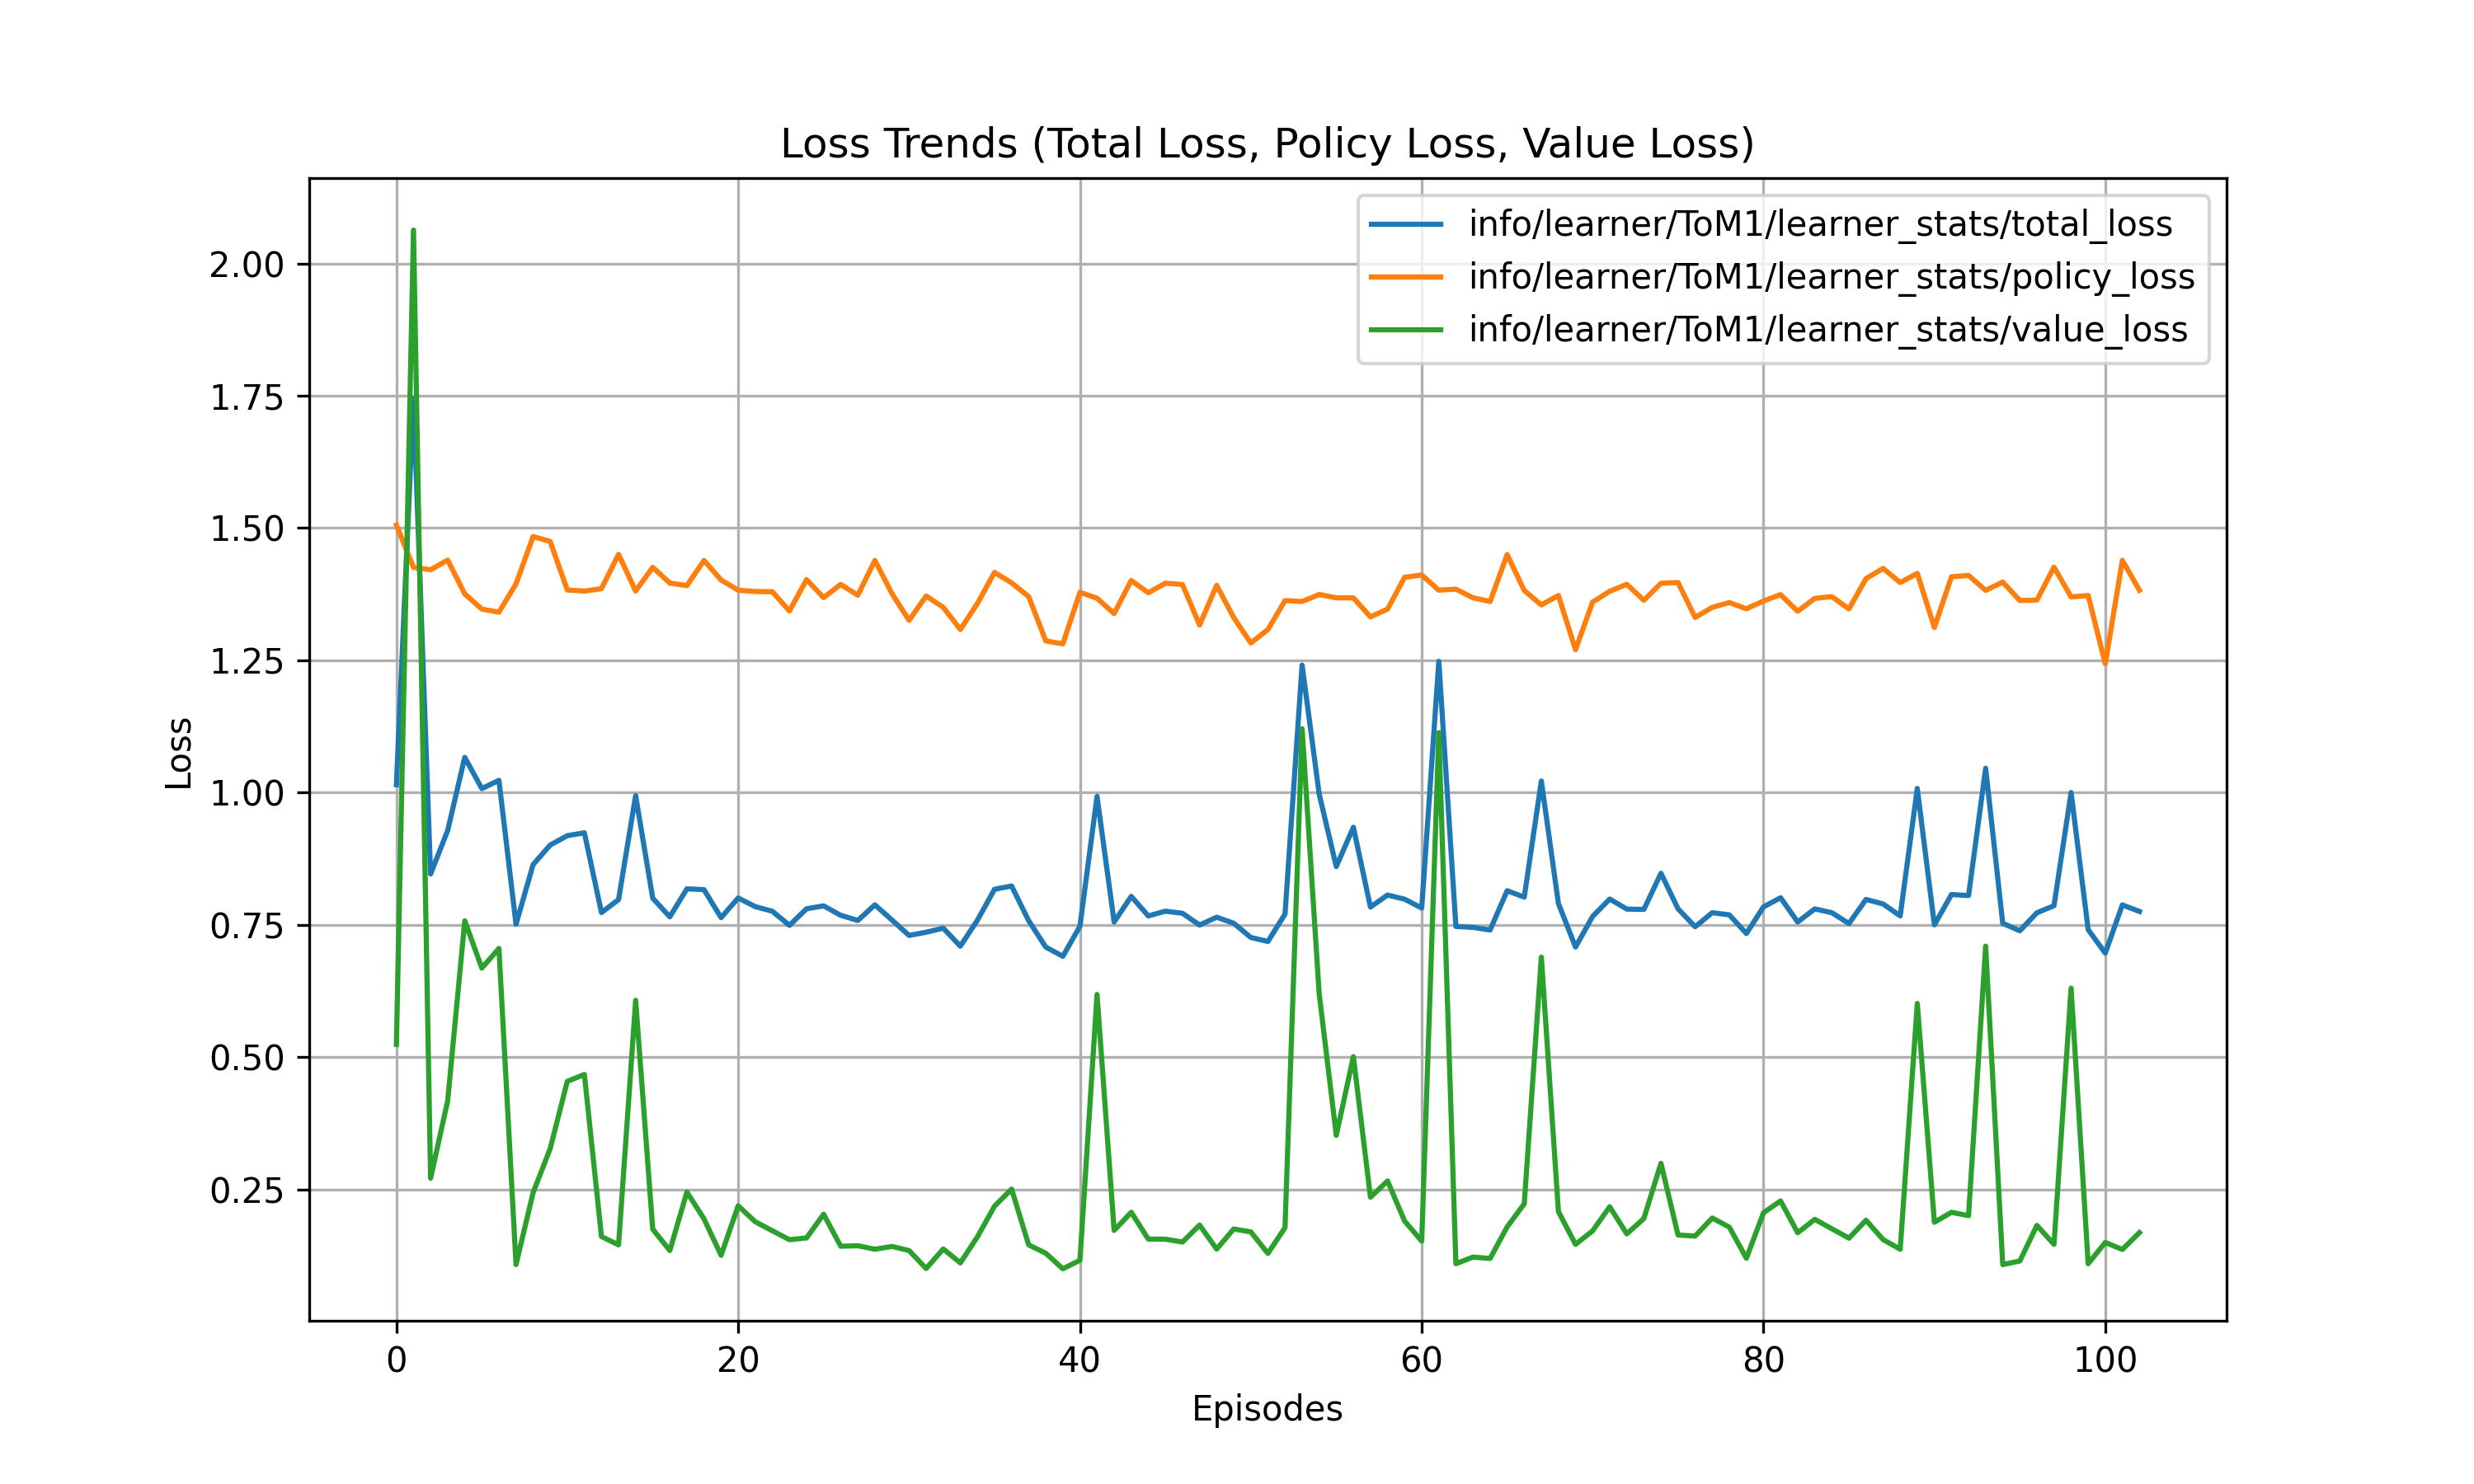 Loss Trends (Total Loss, Policy Loss, Value Loss)
info/learner/ToM1/learner_stats/total_loss
info/learner/ToM1/learner_stats/policy_loss
info/learner/ToM1/learner_stats/value_loss
2.00
1.75
1.50
1.25
1.00
0.75
0.50
0.25
Loss
0 20 40 60 80 100
Episodes